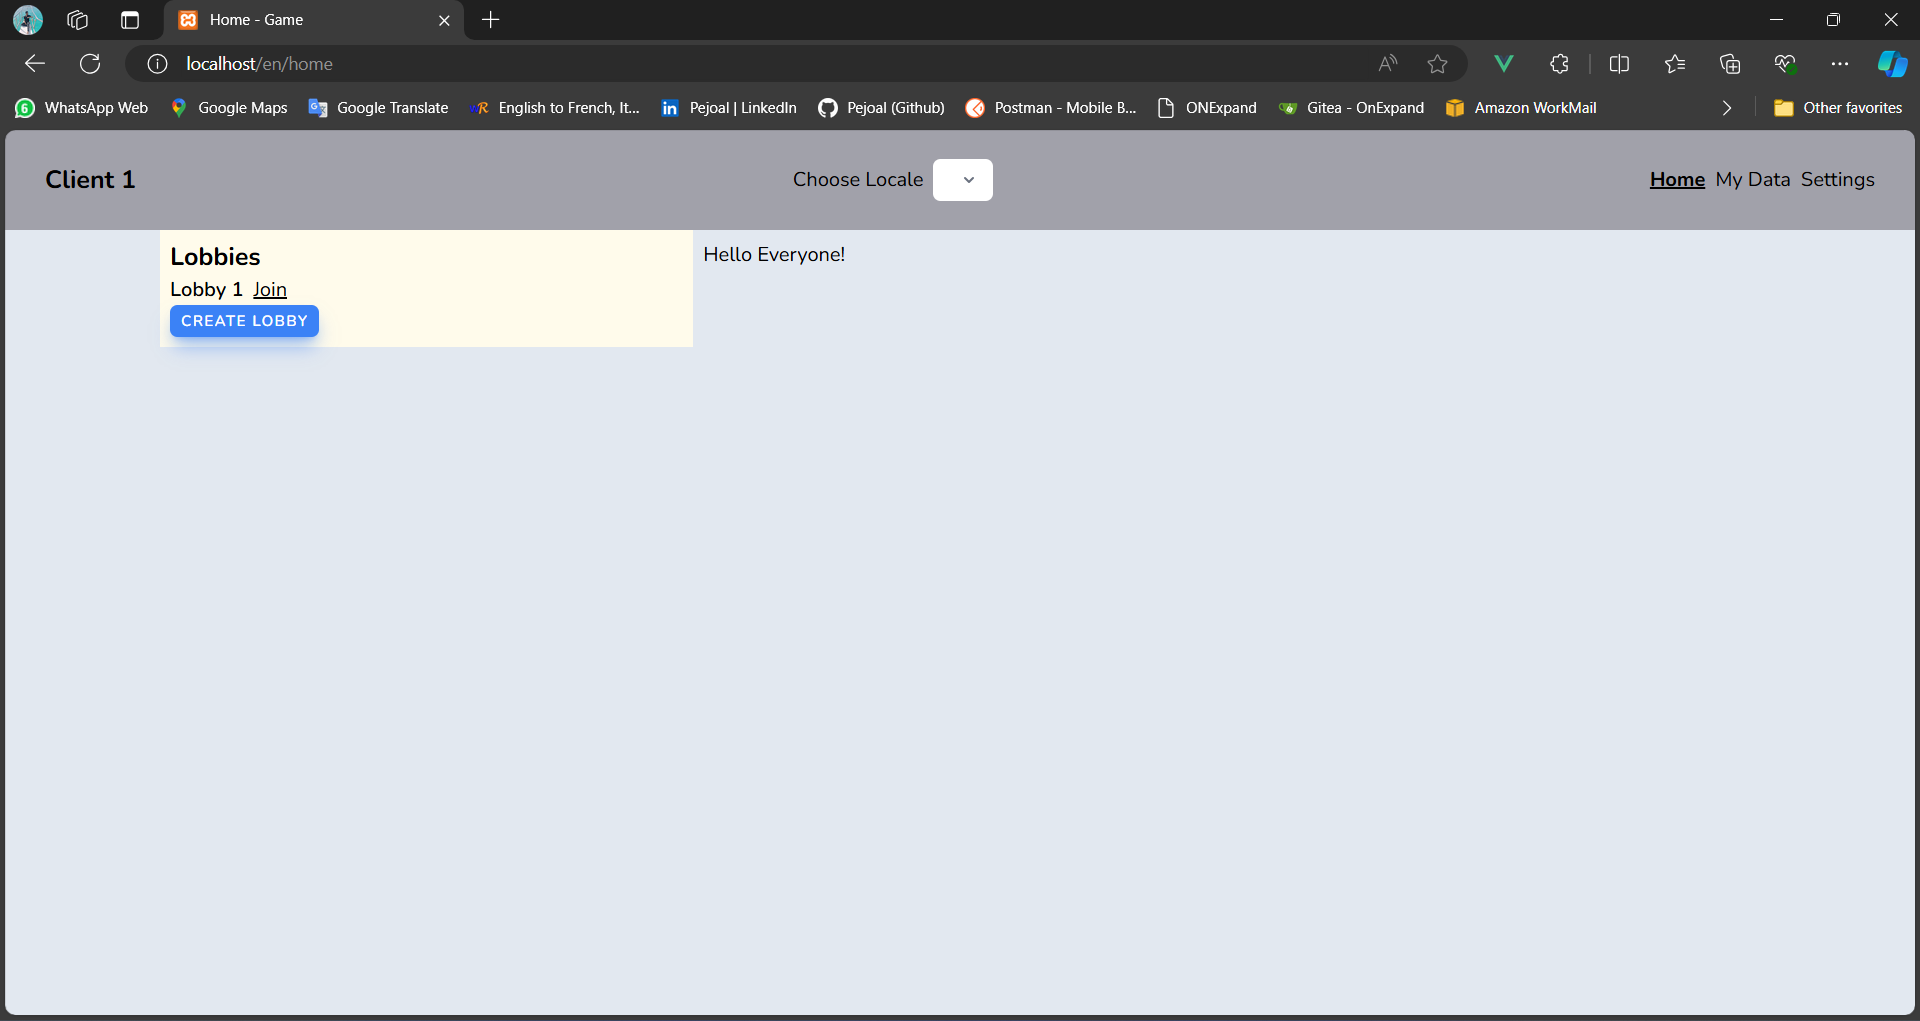 Home - Game
localhost/en/home
WhatsApp Web Google Maps Google Translate English to French, It... Pejoal | LinkedIn Pejoal (Github) Postman - Mobile B... ONExpand Gitea - OnExpand Amazon WorkMail Other favorites
Client 1 Choose Locale Home My Data Settings
Lobbies
Hello Everyone!
Lobby 1 Join
CREATE LOBBY